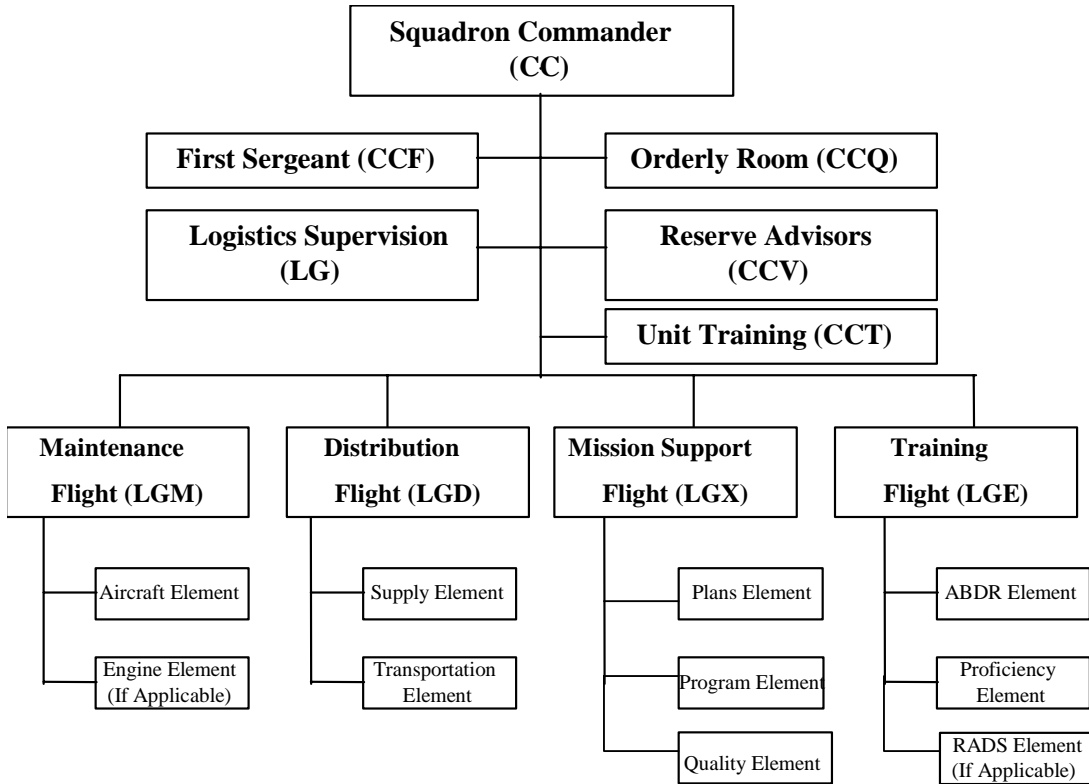 Squadron Commander
(CC)
First Sergeant (CCF)
Orderly Room (CCQ)
Logistics Supervision
(LG)
Reserve Advisors
(CCV)
Unit Training (CCT)
Maintenance
Flight (LGM)
Distribution
Flight (LGD)
Mission Support
Flight (LGX)
Training
Flight (LGE)
Aircraft Element
Engine Element
(If Applicable)
Supply Element
Transportation
Element
Plans Element
Program Element
Quality Element
ABDR Element
Proficiency
Element
RADS Element
(If Applicable)